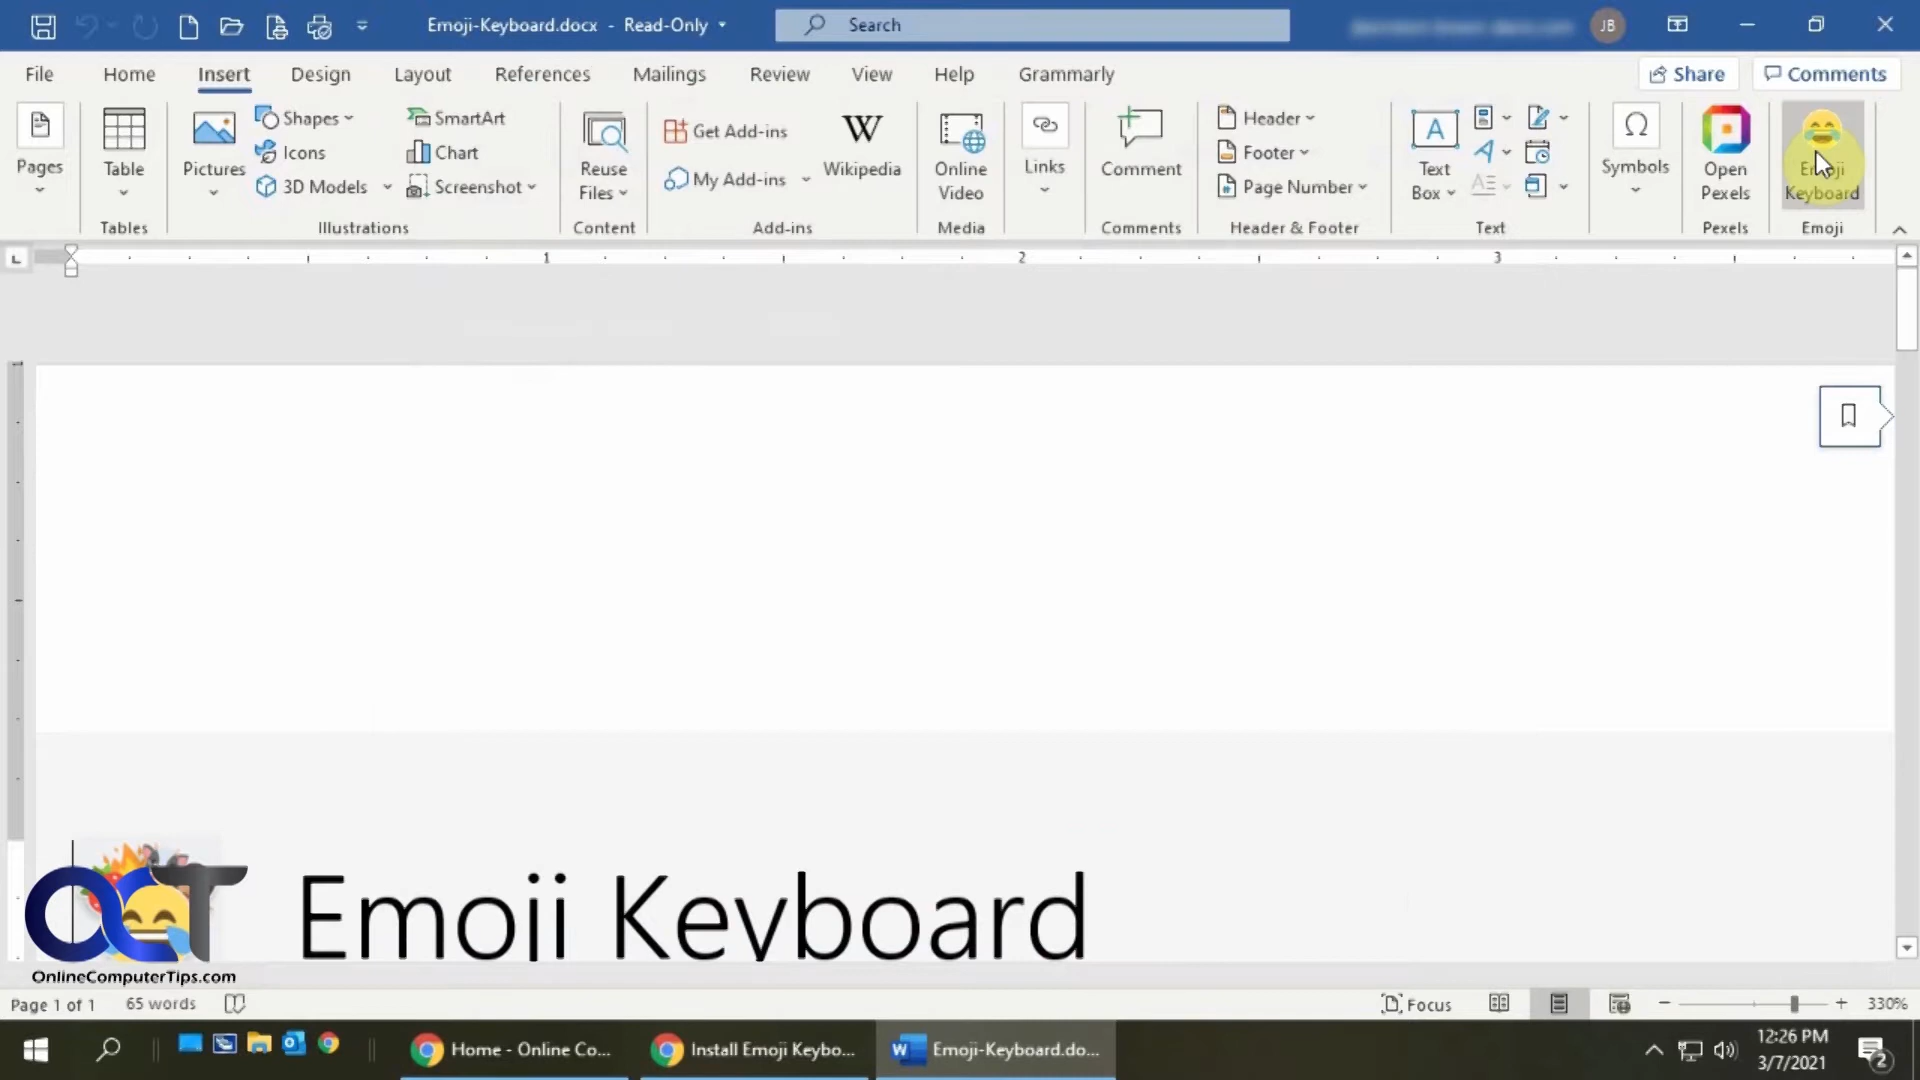 Emoji-Keyboard.docx - Read-Only
Search
JB
File Home Insert Design Layout References Mailings Review View Help Grammarly
Share Comments
Pages
Table
Pictures
Shapes
Icons
3D Models
SmartArt
Chart
Screenshot
Reuse
Files
Get Add-ins
My Add-ins
Wikipedia
Online
Video
Links
Comment
Header
Footer
Page Number
Text
Box
Symbols
Open
Pexels
Emoji
Keyboard
Tables Illustrations Content Add-ins Media Comments Header & Footer Text Pexels Emoji
1 2 3
Emoji Keyboard
OCT
OnlineComputerTips.com
Page 1 of 1 65 words
Focus
330%
Home - Online Co...
Install Emoji Keybo...
Emoji-Keyboard.do...
12:26 PM
3/7/2021
2